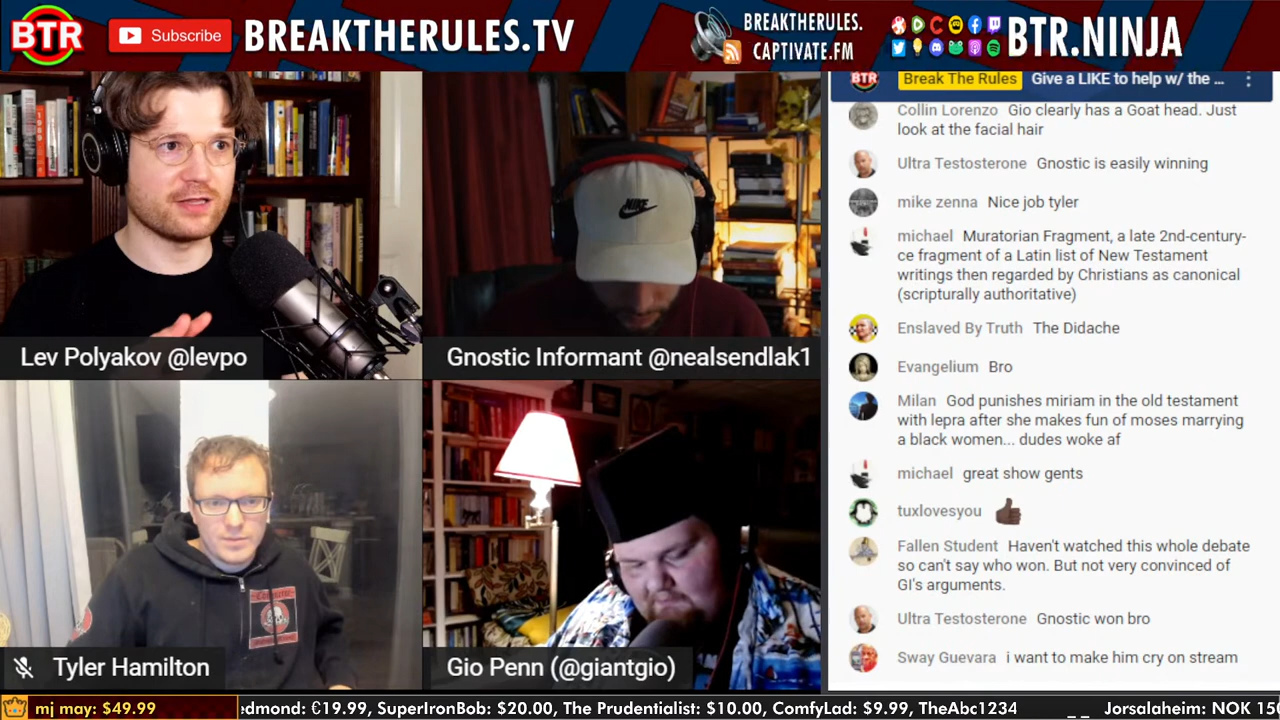 BTR
Subscribe
BREAKTHERULES.TV
BREAKTHERULES.
CAPTIVATE.FM
BTR.NINJA
BTR
Break The Rules Give a LIKE to help w/ the ...
Collin Lorenzo Gio clearly has a Goat head. Just
look at the facial hair
Ultra Testosterone Gnostic is easily winning
mike zenna Nice job tyler
michael Muratorian Fragment, a late 2nd-century-
ce fragment of a Latin list of New Testament
writings then regarded by Christians as canonical
(scripturally authoritative)
Enslaved By Truth The Didache
Evangelium Bro
Milan God punishes miriam in the old testament
with lepra after she makes fun of moses marrying
a black women... dudes woke af
michael great show gents
tuxlovesyou
Fallen Student Haven't watched this whole debate
so can't say who won. But not very convinced of
GI's arguments.
Ultra Testosterone Gnostic won bro
Sway Guevara i want to make him cry on stream
1989
NIKE
Lev Polyakov @levpo
Gnostic Informant @nealsendlak1
Tyler Hamilton
Gio Penn (@giantgio)
mj may: $49.99
edmond: €19.99, SuperIronBob: $20.00, The Prudentialist: $10.00, ComfyLad: $9.99, TheAbc1234
_ _ Jorsalaheim: NOK 150